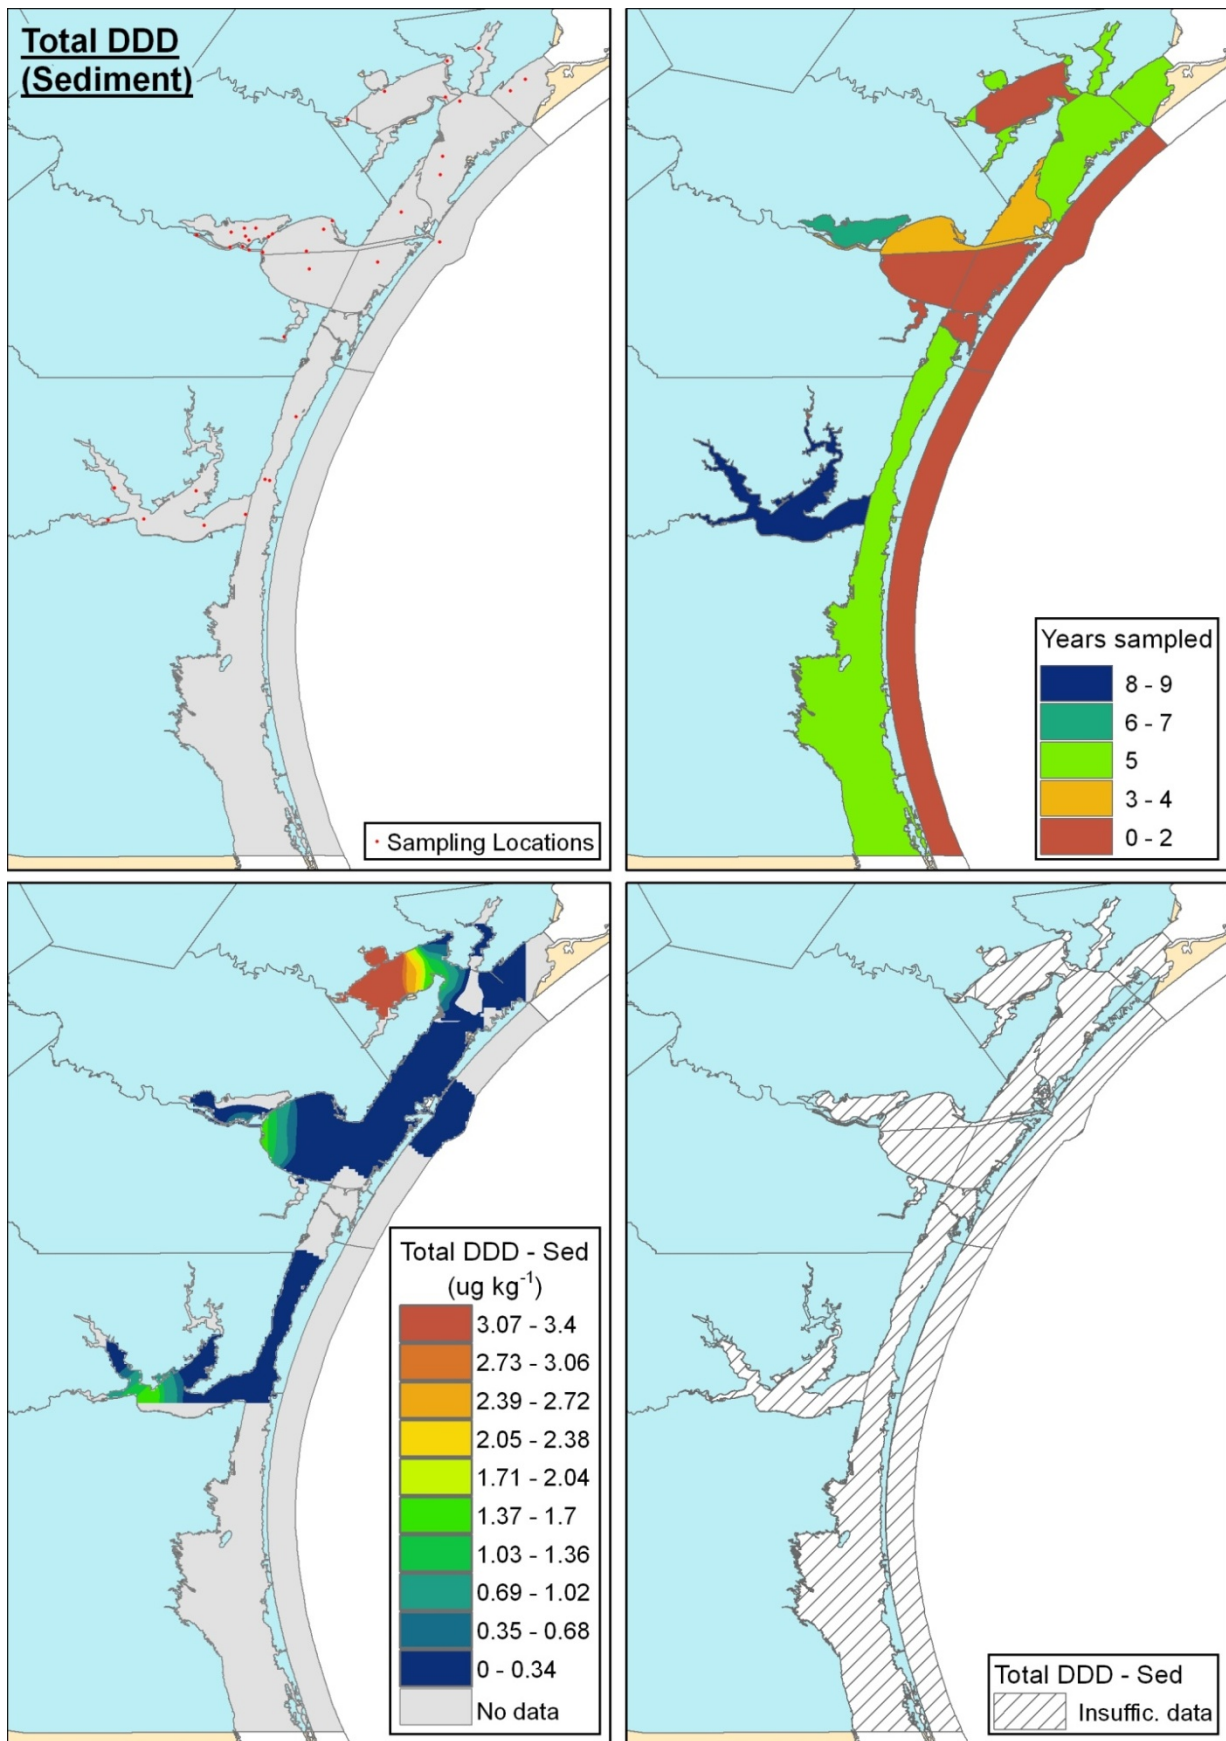 Total DDD
(Sediment)
Sampling Locations
Years sampled
8 - 9
6 - 7
5
3 - 4
0 - 2
Total DDD - Sed
(ug kg⁻¹)
3.07 - 3.4
2.73 - 3.06
2.39 - 2.72
2.05 - 2.38
1.71 - 2.04
1.37 - 1.7
1.03 - 1.36
0.69 - 1.02
0.35 - 0.68
0 - 0.34
No data
Total DDD - Sed
Insuffic. data